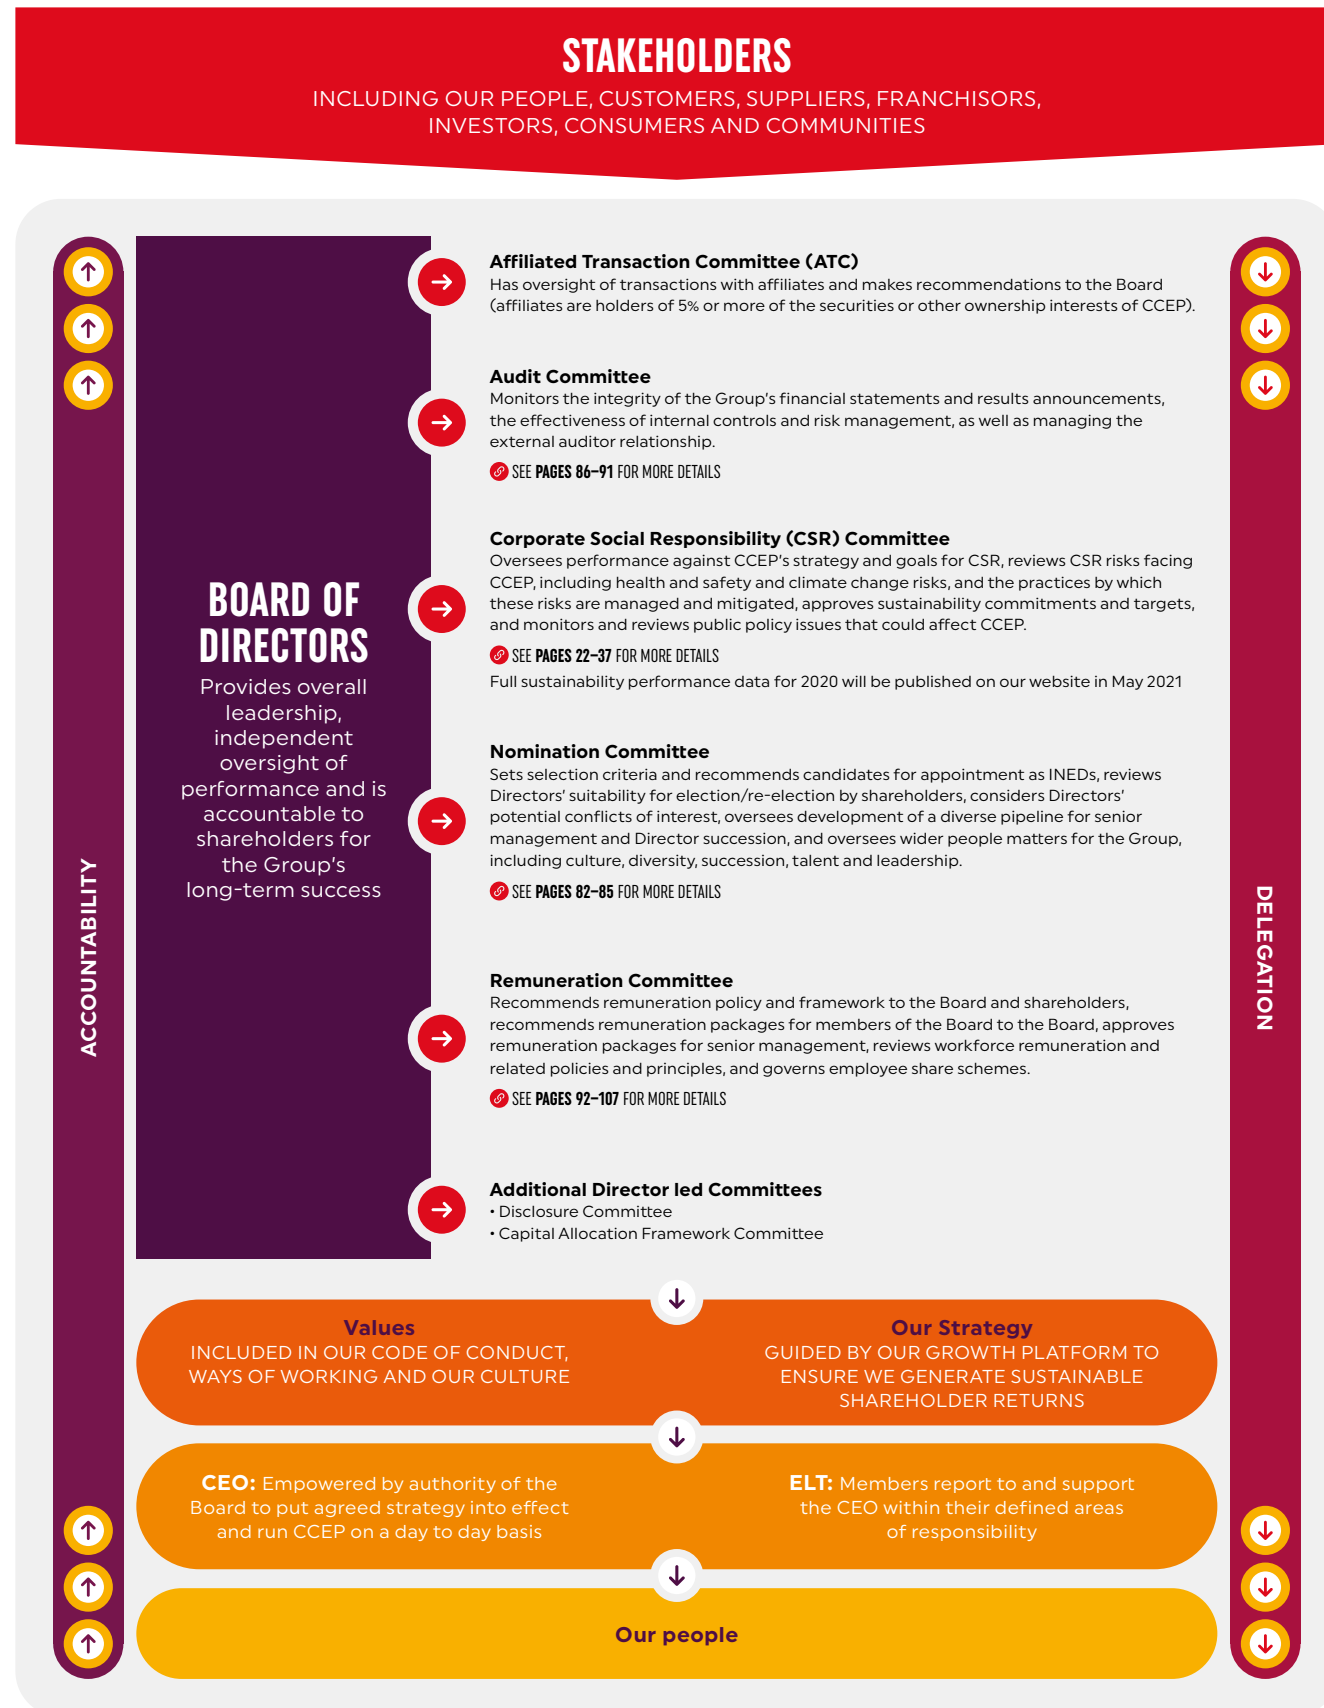 STAKEHOLDERS
INCLUDING OUR PEOPLE, CUSTOMERS, SUPPLIERS, FRANCHISORS,
INVESTORS, CONSUMERS AND COMMUNITIES
ACCOUNTABILITY
BOARD OF
DIRECTORS
Provides overall
leadership,
independent
oversight of
performance and is
accountable to
shareholders for
the Group's
long-term success
Affiliated Transaction Committee (ATC)
Has oversight of transactions with affiliates and makes recommendations to the Board
(affiliates are holders of 5% or more of the securities or other ownership interests of CCEP).
Audit Committee
Monitors the integrity of the Group's financial statements and results announcements,
the effectiveness of internal controls and risk management, as well as managing the
external auditor relationship.
SEE PAGES 86–91 FOR MORE DETAILS
Corporate Social Responsibility (CSR) Committee
Oversees performance against CCEP's strategy and goals for CSR, reviews CSR risks facing
CCEP, including health and safety and climate change risks, and the practices by which
these risks are managed and mitigated, approves sustainability commitments and targets,
and monitors and reviews public policy issues that could affect CCEP.
SEE PAGES 22–37 FOR MORE DETAILS
Full sustainability performance data for 2020 will be published on our website in May 2021
Nomination Committee
Sets selection criteria and recommends candidates for appointment as INEDs, reviews
Directors' suitability for election/re-election by shareholders, considers Directors'
potential conflicts of interest, oversees development of a diverse pipeline for senior
management and Director succession, and oversees wider people matters for the Group,
including culture, diversity, succession, talent and leadership.
SEE PAGES 82–85 FOR MORE DETAILS
Remuneration Committee
Recommends remuneration policy and framework to the Board and shareholders,
recommends remuneration packages for members of the Board to the Board, approves
remuneration packages for senior management, reviews workforce remuneration and
related policies and principles, and governs employee share schemes.
SEE PAGES 92–107 FOR MORE DETAILS
Additional Director led Committees
• Disclosure Committee
• Capital Allocation Framework Committee
DELEGATION
Values
INCLUDED IN OUR CODE OF CONDUCT,
WAYS OF WORKING AND OUR CULTURE
Our Strategy
GUIDED BY OUR GROWTH PLATFORM TO
ENSURE WE GENERATE SUSTAINABLE
SHAREHOLDER RETURNS
CEO: Empowered by authority of the
Board to put agreed strategy into effect
and run CCEP on a day to day basis
ELT: Members report to and support
the CEO within their defined areas
of responsibility
Our people